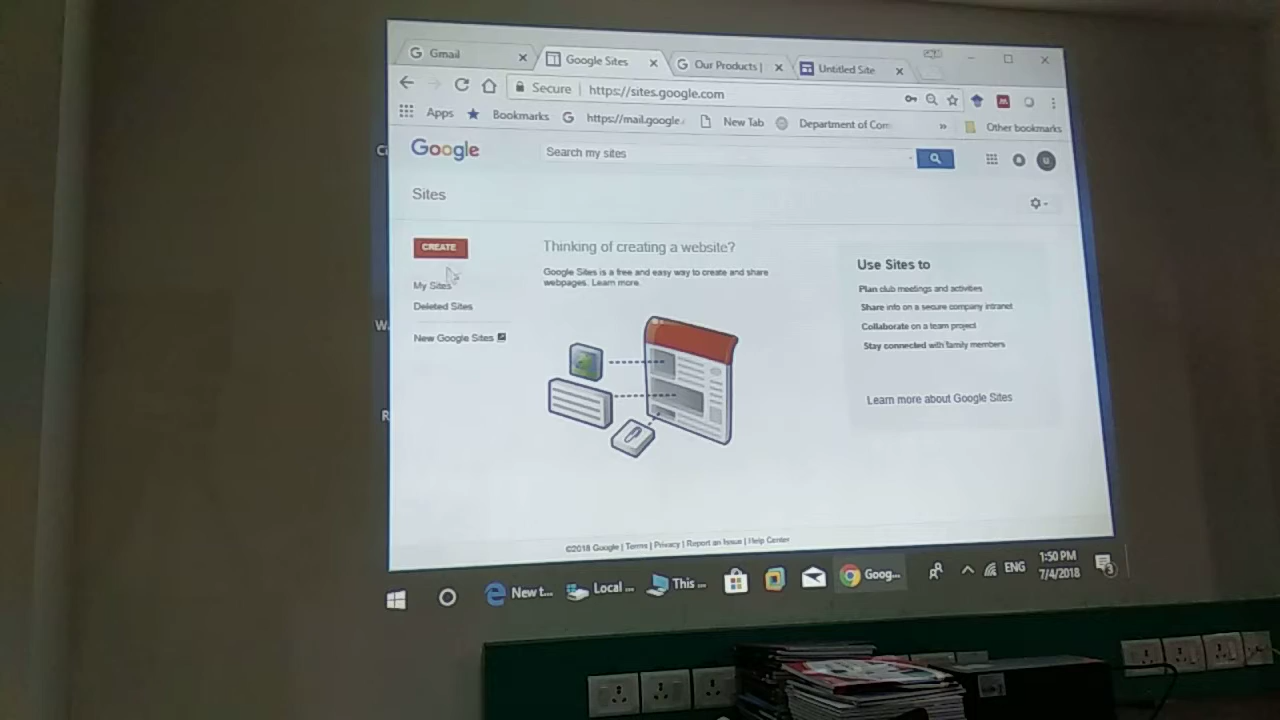 Gmail
Google Sites
Our Products |
Untitled Site
Secure
https://sites.google.com
Apps
Bookmarks
https://mail.google.
New Tab
Department of Com
»
Other bookmarks
Google
Search my sites
Sites
CREATE
My Sites
Deleted Sites
New Google Sites
Thinking of creating a website?
Google Sites is a free and easy way to create and share
webpages. Learn more.
Use Sites to
Plan club meetings and activities
Share info on a secure company intranet
Collaborate on a team project
Stay connected with family members
Learn more about Google Sites
©2018 Google | Terms | Privacy | Report an Issue | Help Center
New t...
Local ...
This ...
Goog...
ENG
1:50 PM
7/4/2018
3